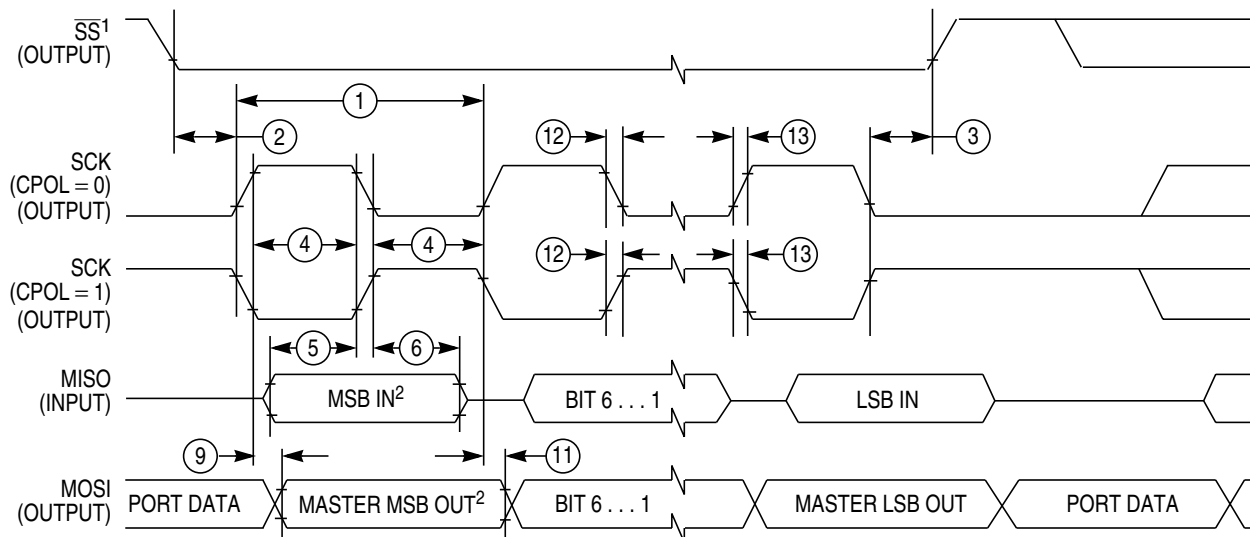 SS¹
(OUTPUT)
1
2
12
13
3
SCK
(CPOL = 0)
(OUTPUT)
4
4
SCK
(CPOL = 1)
(OUTPUT)
12
13
5
6
MISO
(INPUT)
MSB IN²
BIT 6 . . . 1
LSB IN
9
11
MOSI
(OUTPUT)
PORT DATA
MASTER MSB OUT²
BIT 6 . . . 1
MASTER LSB OUT
PORT DATA